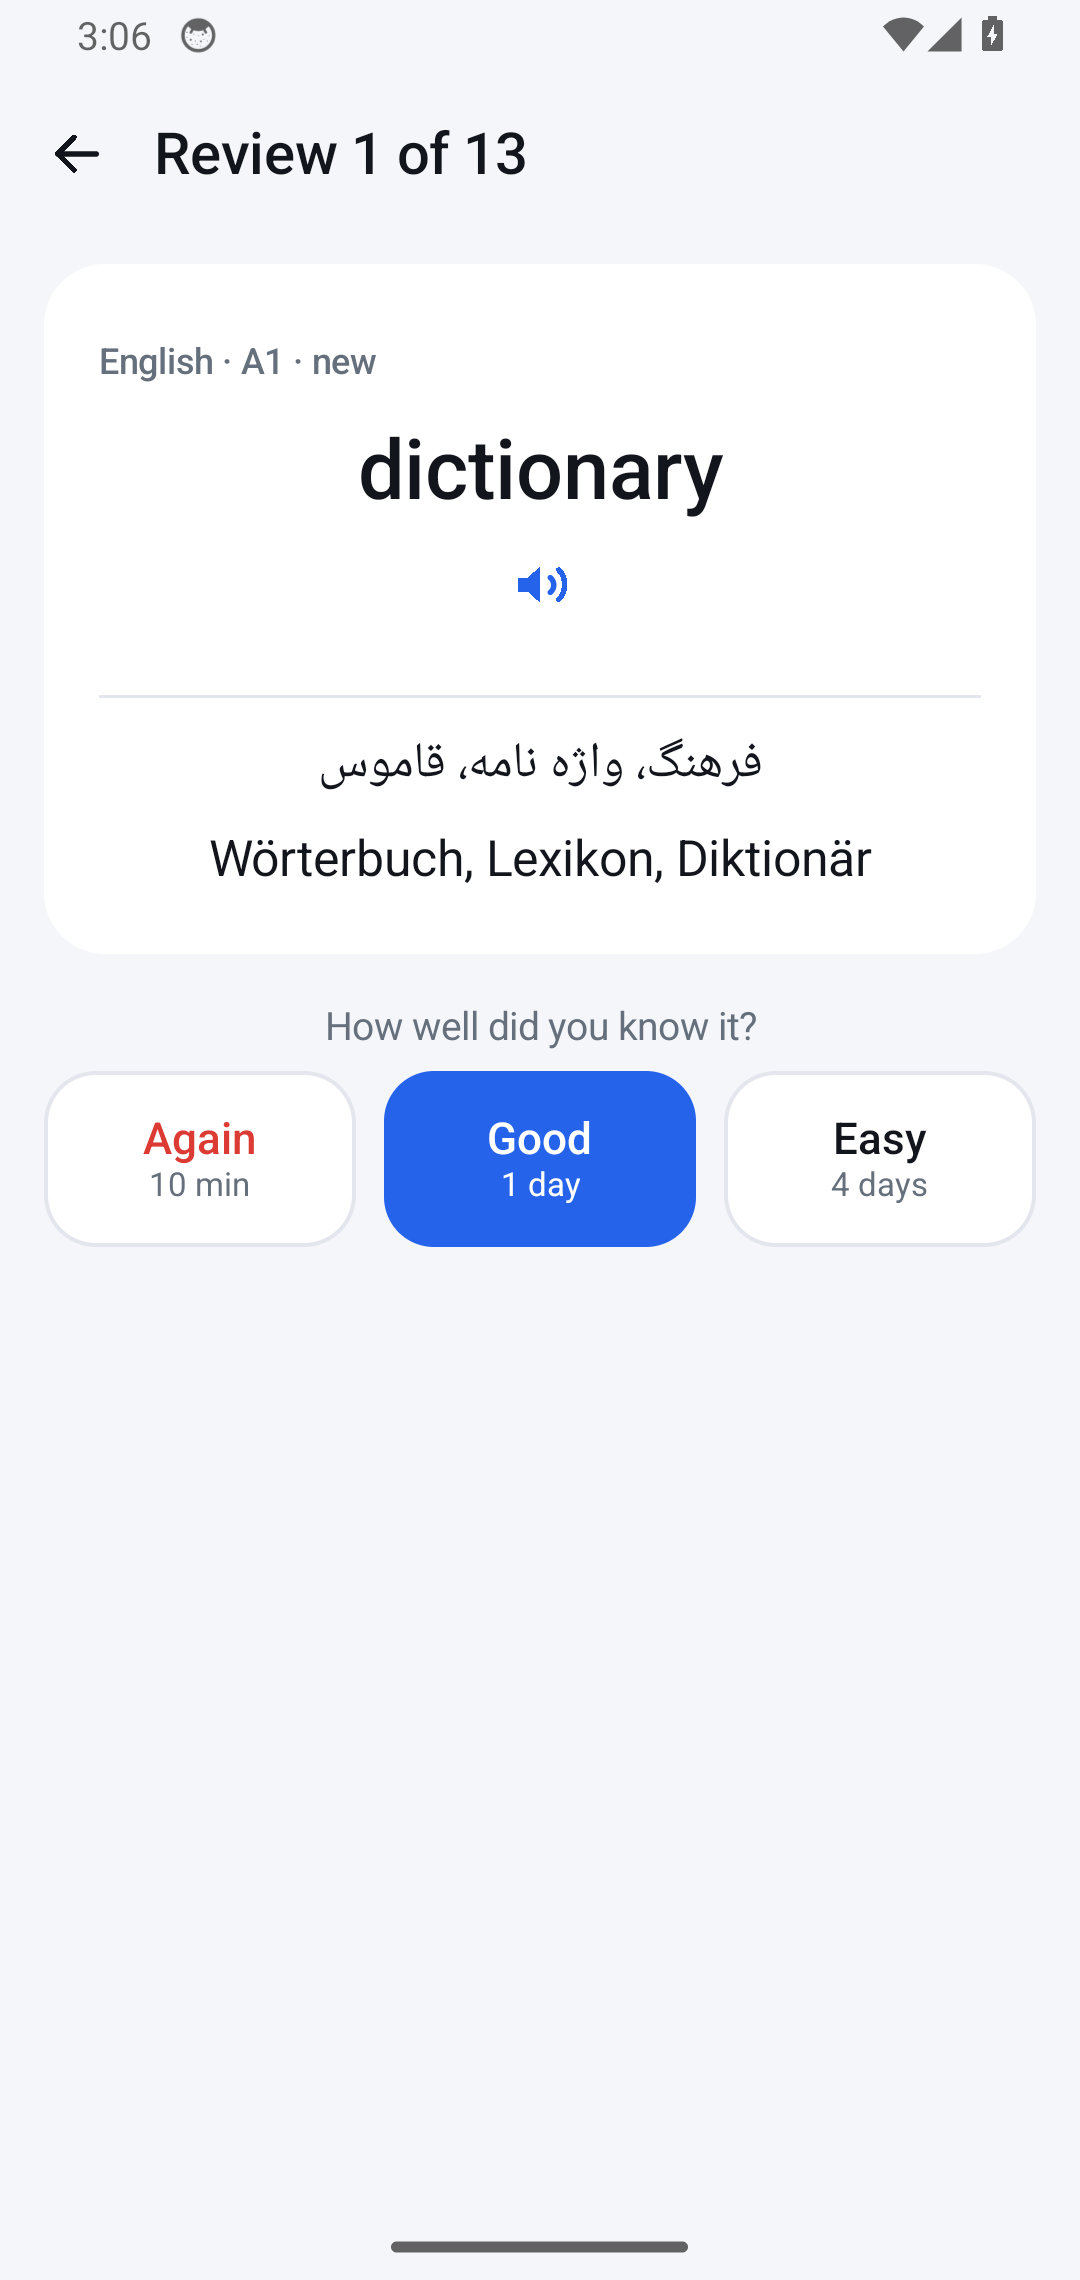 3:06
Review 1 of 13
English · A1 · new
dictionary
فرهنگ، واژه نامه، قاموس
Wörterbuch, Lexikon, Diktionär
How well did you know it?
Again
10 min
Good
1 day
Easy
4 days